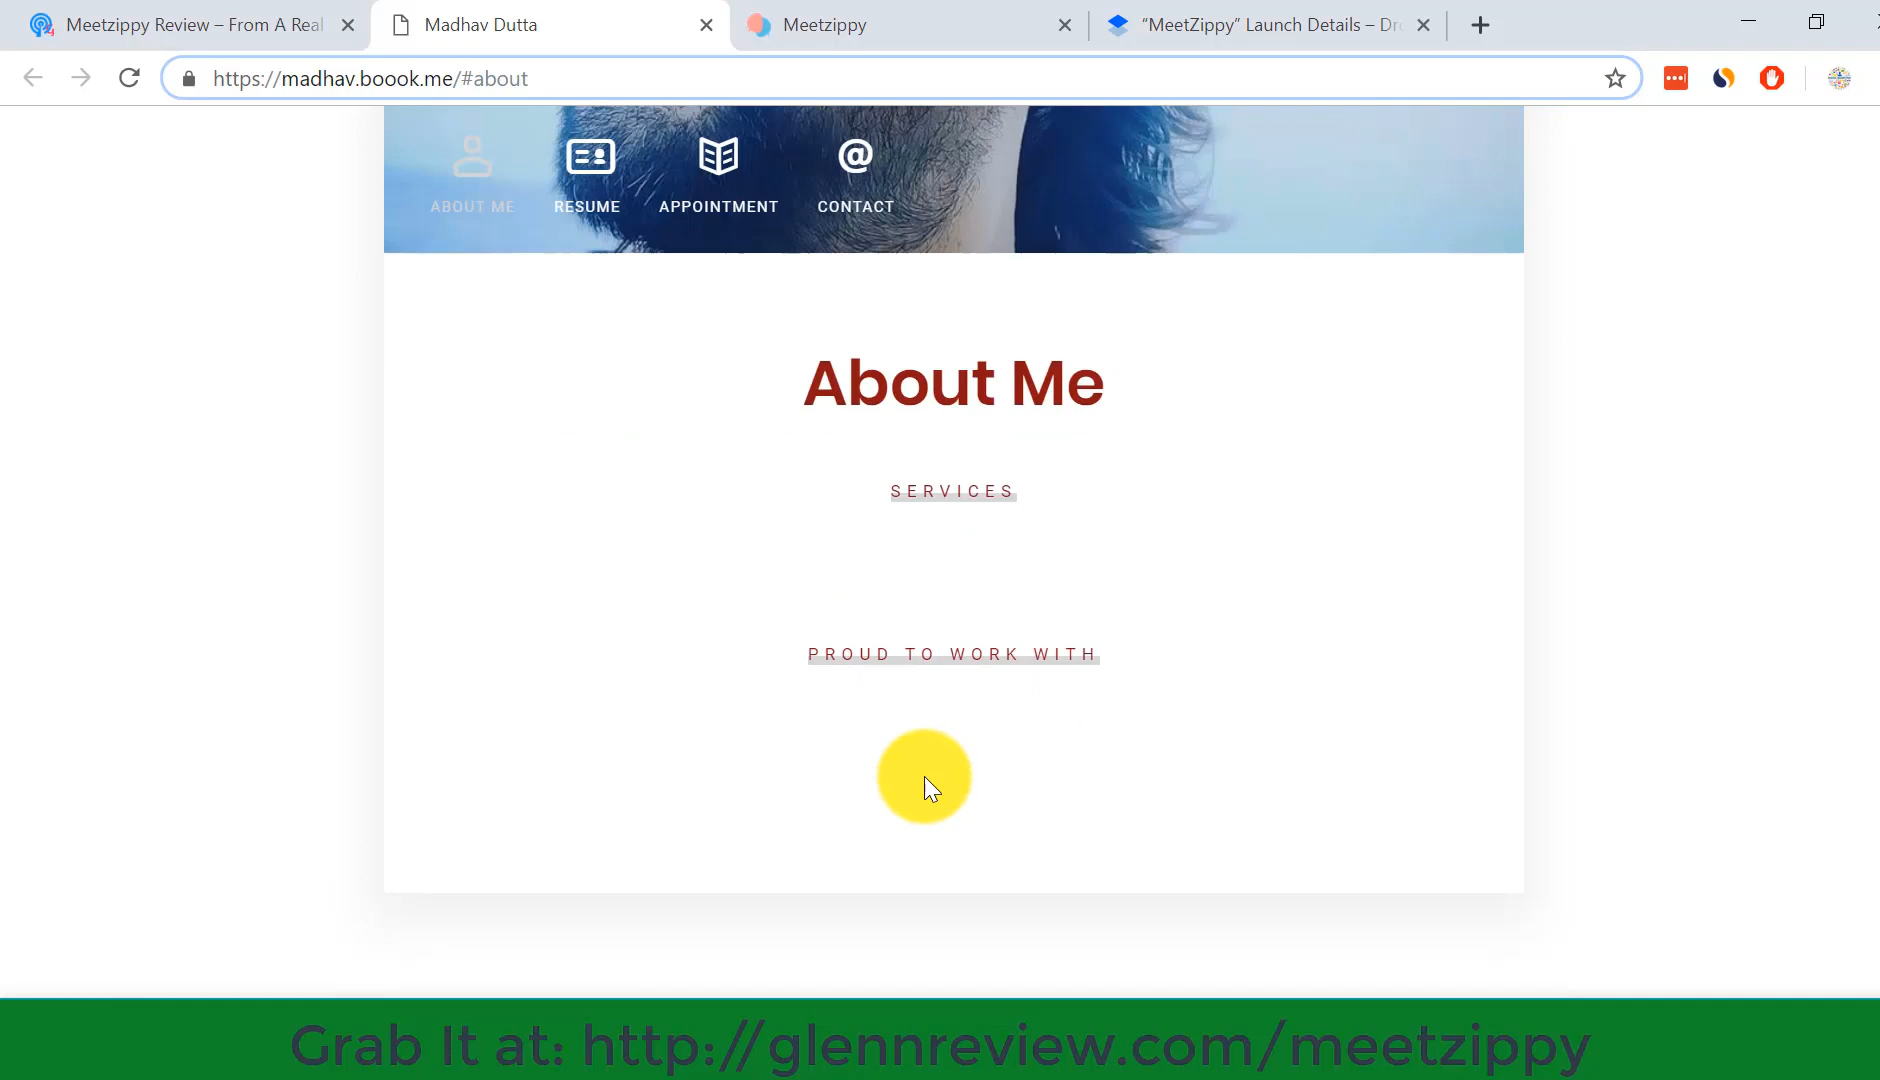 Meetzippy Review – From A Real
Madhav Dutta
Meetzippy
“MeetZippy” Launch Details – Dro
https://madhav.boook.me/#about
ABOUT ME
RESUME
APPOINTMENT
CONTACT
About Me
SERVICES
PROUD TO WORK WITH
Grab It at: http://glennreview.com/meetzippy